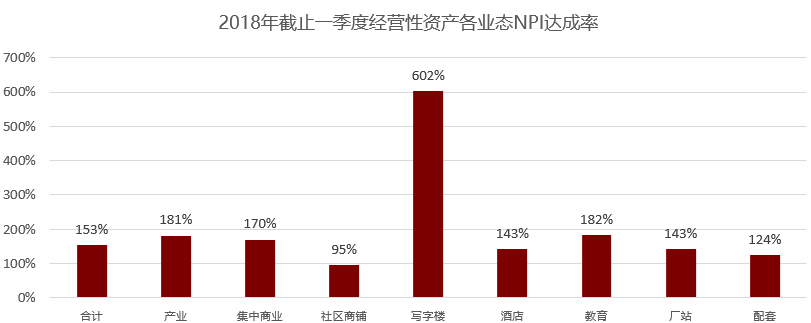 2018年截止一季度经营性资产各业态NPI达成率
700%
600%
500%
400%
300%
200%
100%
0%
153%
181%
170%
95%
602%
143%
182%
143%
124%
合计
产业
集中商业
社区商铺
写字楼
酒店
教育
厂站
配套